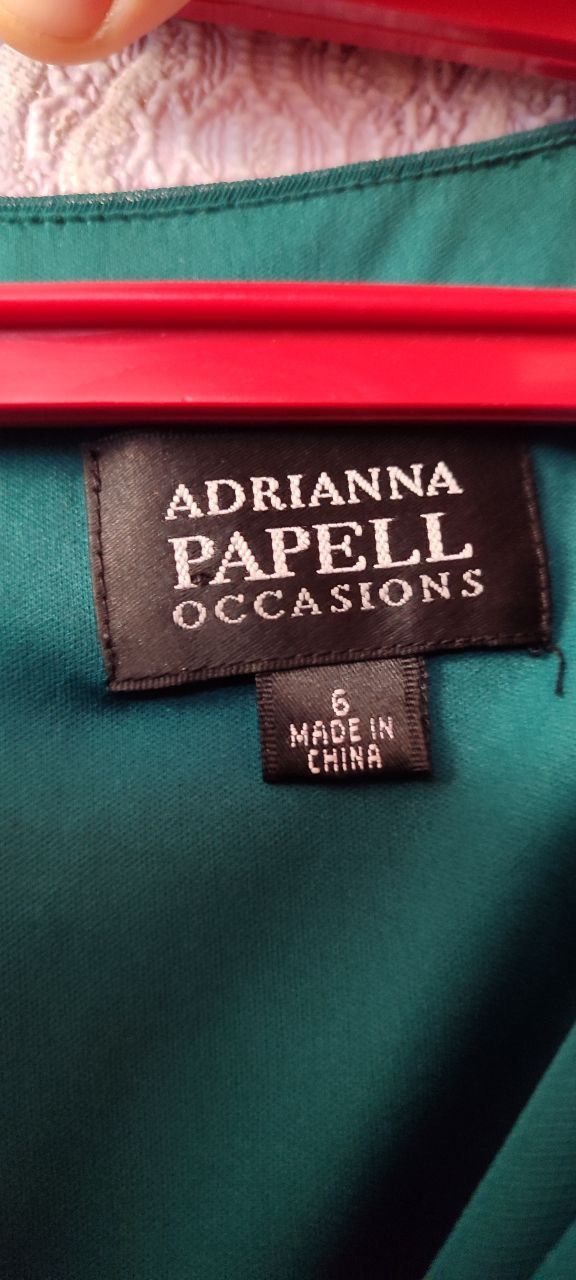 ADRIANNA
PAPELL
OCCASIONS
6
MADE IN
CHINA